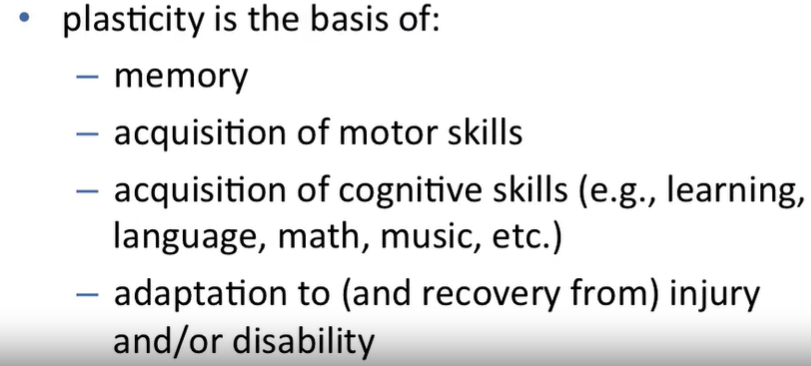 • plasticity is the basis of:
– memory
– acquisition of motor skills
– acquisition of cognitive skills (e.g., learning,
language, math, music, etc.)
– adaptation to (and recovery from) injury
and/or disability